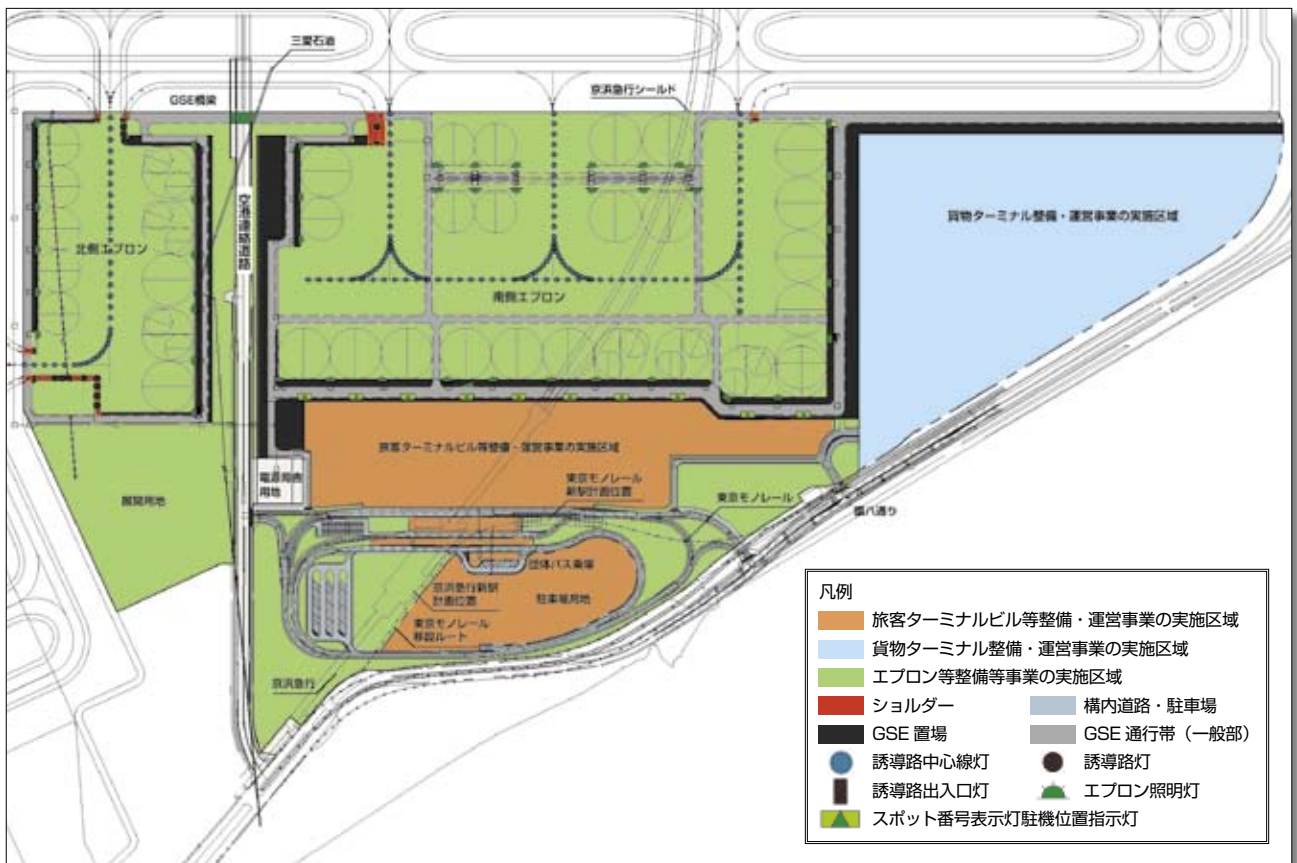 三愛石油
GSE橋梁
京浜急行シールド
空港連絡道路
北側エプロン
貨物ターミナル整備・運営事業の実施区域
南側エプロン
旅客ターミナルビル等整備・運営事業の実施区域
東京モノレール
新駅計画位置
東京モノレール
展開用地
環八通り
団体バス乗場
京浜急行新駅
計画位置
駐車場用地
東京モノレール
移設ルート
京浜急行
凡例
旅客ターミナルビル等整備・運営事業の実施区域
貨物ターミナル整備・運営事業の実施区域
エプロン等整備等事業の実施区域
ショルダー
構内道路・駐車場
GSE 置場
GSE 通行帯（一般部）
誘導路中心線灯
誘導路灯
誘導路出入口灯
エプロン照明灯
スポット番号表示灯駐機位置指示灯